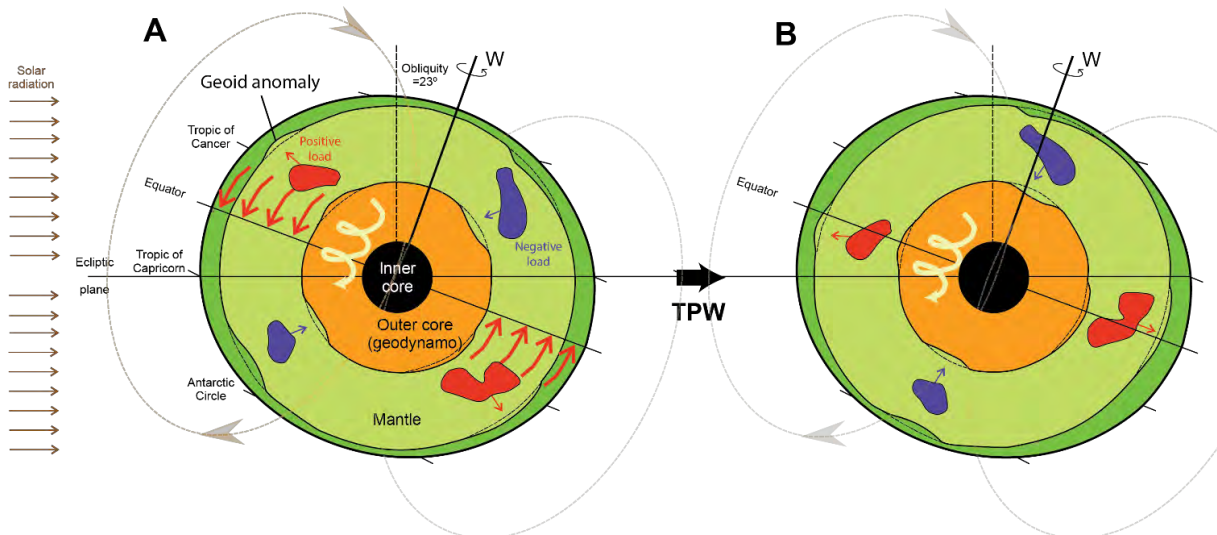 A
B
W
W
Obliquity
=23º
Solar
radiation
Geoid anomaly
Tropic of
Cancer
Positive
load
Equator
Equator
Negative
load
Tropic of
Capricorn
Ecliptic
plane
Inner
core
TPW
Outer core
(geodynamo)
Antarctic
Circle
Mantle